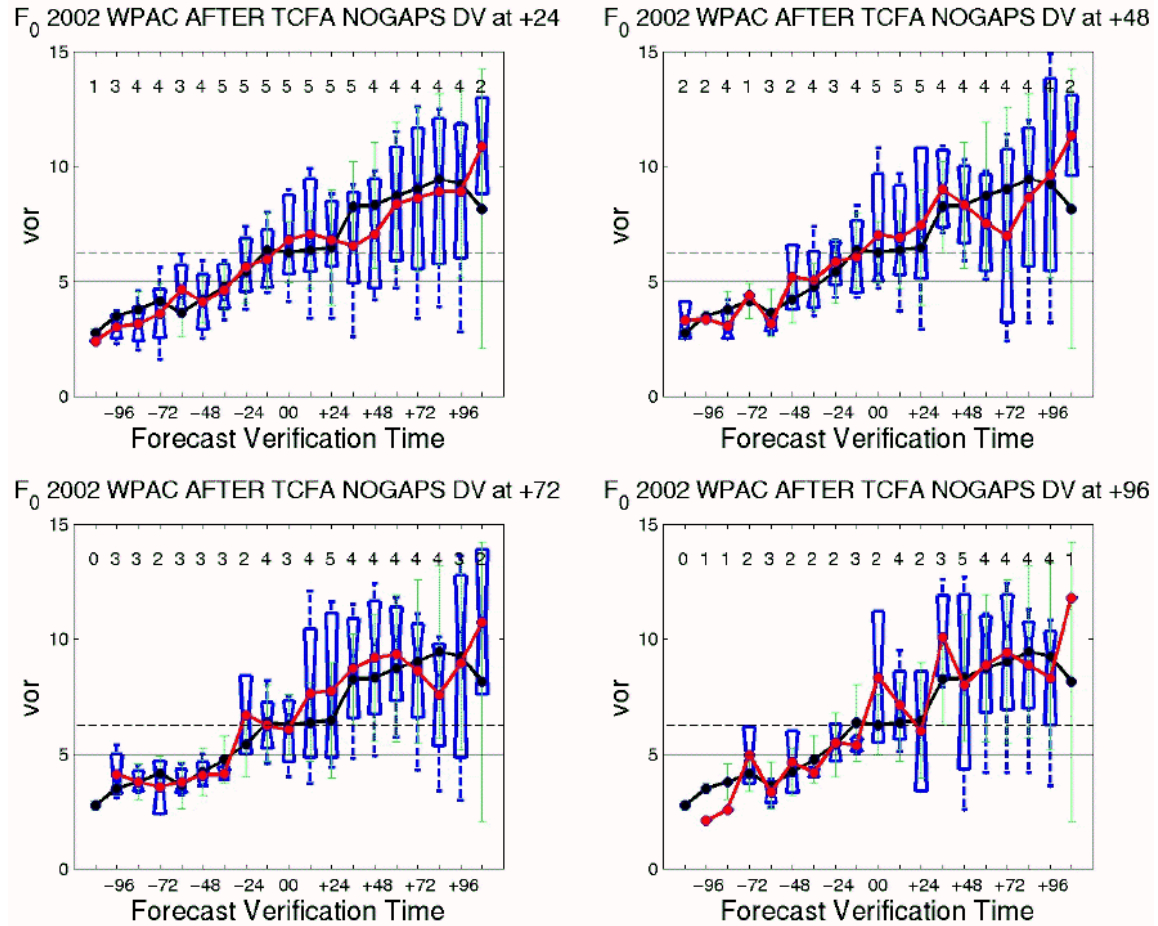 F0 2002 WPAC AFTER TCFA NOGAPS DV at +24
15
1 3 4 4 3 4 5 5 5 5 5 5 4 4 4 4 4 4 2
10
vor
5
0
−96 −72 −48 −24 00 +24 +48 +72 +96
Forecast Verification Time
F0 2002 WPAC AFTER TCFA NOGAPS DV at +48
15
2 2 4 2 3 2 4 3 4 5 5 5 4 4 4 4 4 4 2
10
vor
5
0
−96 −72 −48 −24 00 +24 +48 +72 +96
Forecast Verification Time
F0 2002 WPAC AFTER TCFA NOGAPS DV at +72
15
0 3 3 2 3 3 3 2 4 4 4 5 4 4 4 4 4 3 2
10
vor
5
0
−96 −72 −48 −24 00 +24 +48 +72 +96
Forecast Verification Time
F0 2002 WPAC AFTER TCFA NOGAPS DV at +96
15
0 1 1 2 3 2 2 2 2 2 4 2 3 5 4 4 4 4 1
10
vor
5
0
−96 −72 −48 −24 00 +24 +48 +72 +96
Forecast Verification Time